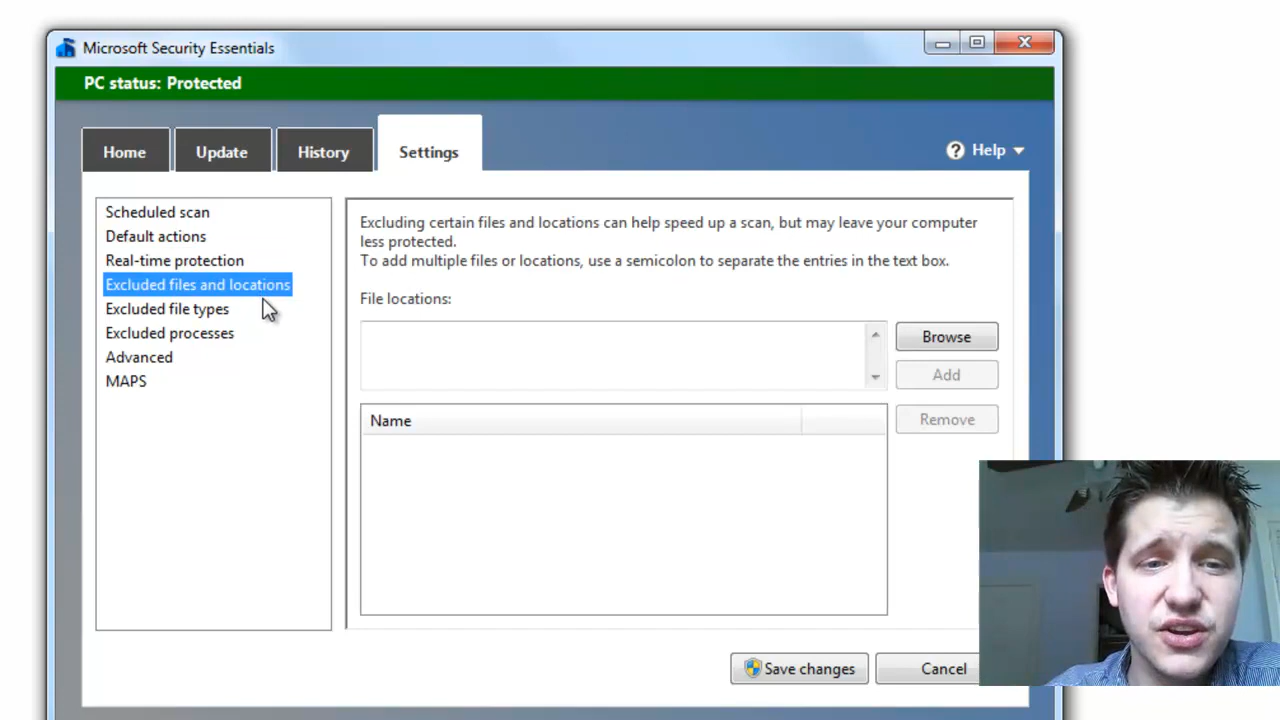 Microsoft Security Essentials
PC status: Protected
Home
Update
History
Settings
Help
Scheduled scan
Default actions
Real-time protection
Excluded files and locations
Excluded file types
Excluded processes
Advanced
MAPS
Excluding certain files and locations can help speed up a scan, but may leave your computer
less protected.
To add multiple files or locations, use a semicolon to separate the entries in the text box.
File locations:
Browse
Add
Name
Remove
Save changes
Cancel